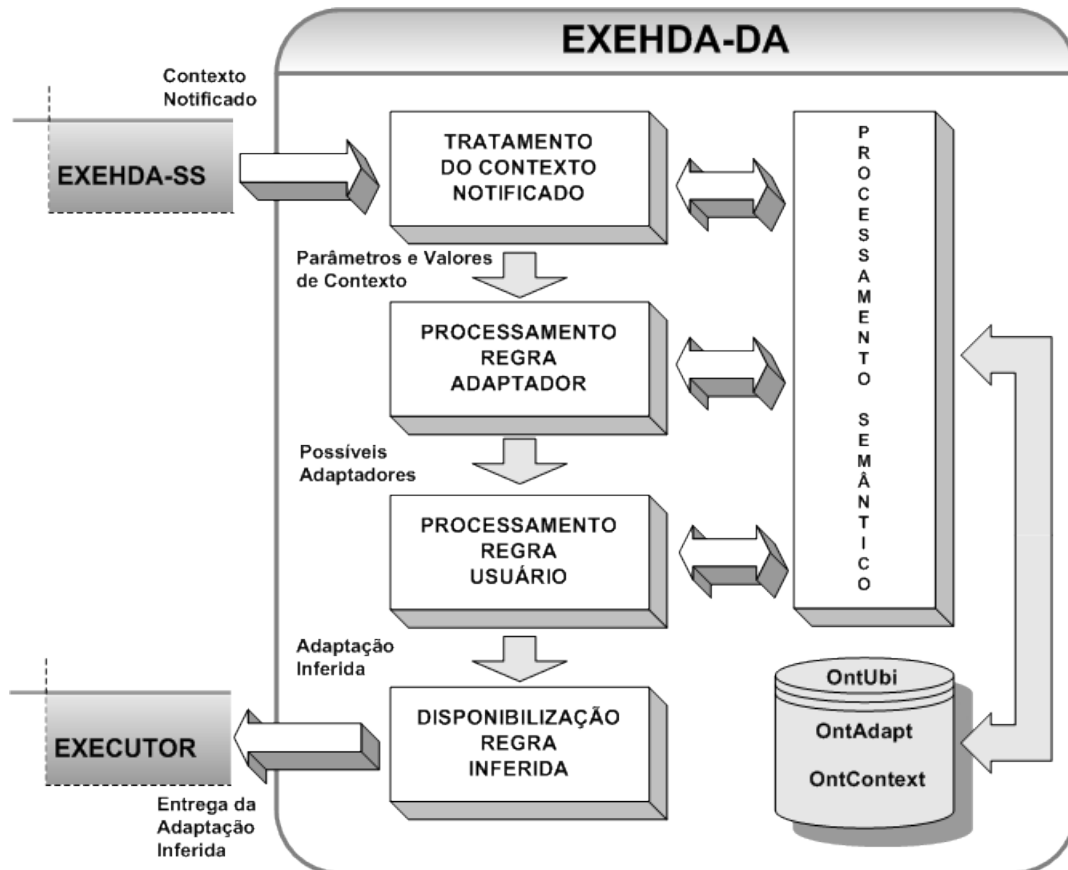 EXEHDA-DA
Contexto
Notificado
EXEHDA-SS
TRATAMENTO
DO CONTEXTO
NOTIFICADO
Parâmetros e Valores
de Contexto
PROCESSAMENTO
REGRA
ADAPTADOR
Possíveis
Adaptadores
PROCESSAMENTO
REGRA
USUÁRIO
Adaptação
Inferida
DISPONIBILIZAÇÃO
REGRA
INFERIDA
EXECUTOR
Entrega da
Adaptação
Inferida
PROCESSAMENTO SEMÂNTICO
OntUbi
OntAdapt
OntContext